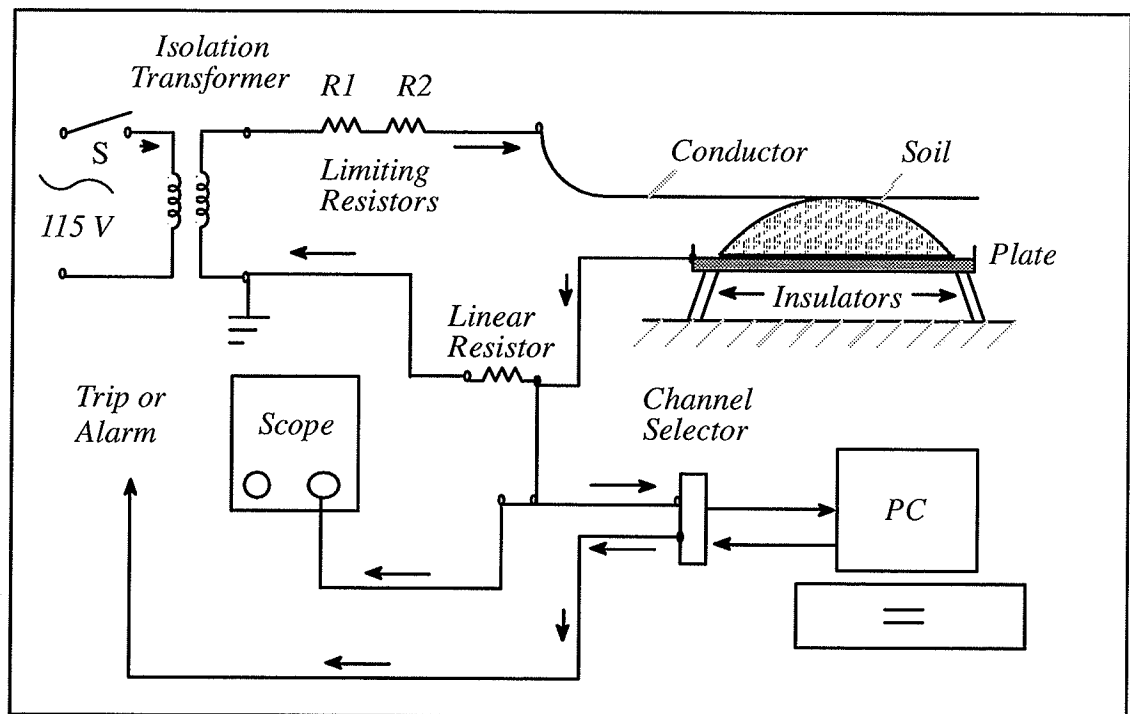 Isolation
Transformer
R1
R2
S
115 V
Limiting
Resistors
Conductor
Soil
Plate
Insulators
Linear
Resistor
Trip or
Alarm
Scope
Channel
Selector
PC